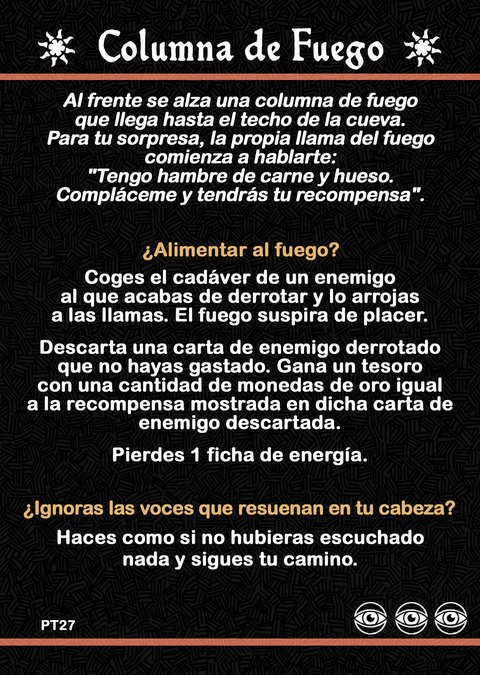 Columna de Fuego
Al frente se alza una columna de fuego
que llega hasta el techo de la cueva.
Para tu sorpresa, la propia llama del fuego
comienza a hablarte:
"Tengo hambre de carne y hueso.
Compláceme y tendrás tu recompensa".
¿Alimentar al fuego?
Coges el cadáver de un enemigo
al que acabas de derrotar y lo arrojas
a las llamas. El fuego suspira de placer.
Descarta una carta de enemigo derrotado
que no hayas gastado. Gana un tesoro
con una cantidad de monedas de oro igual
a la recompensa mostrada en dicha carta de
enemigo descartada.
Pierdes 1 ficha de energía.
¿Ignoras las voces que resuenan en tu cabeza?
Haces como si no hubieras escuchado
nada y sigues tu camino.
PT27